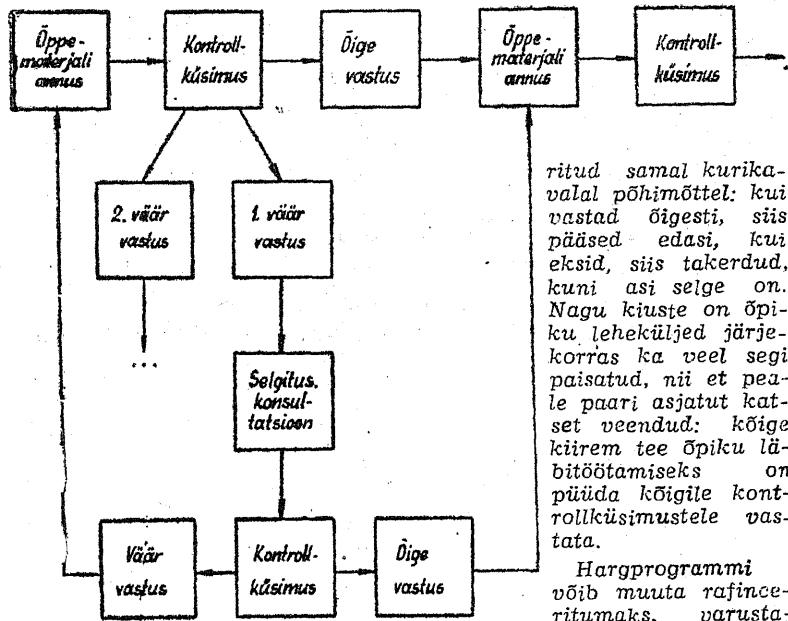 Õppe-
materjali
annus
Kontroll-
küsimus
Õige
vastus
Õppe-
materjali
annus
Kontroll-
küsimus
2. väär
vastus
1. väär
vastus
...
Selgitus,
konsul-
tatsioon
Väär
vastus
Kontroll-
küsimus
Õige
vastus
ritud samal kurika-
valal põhimõttel: kui
vastad õigesti, siis
pääsed edasi, kui
eksid, siis takerdud,
kuni asi selge on.
Nagu kiuste on õpi-
ku leheküljed järje-
korras ka veel segi
paisatud, nii et pea-
le paari asjatut kat-
set veendud: kõige
kiirem tee õpiku lä-
bitöötamiseks on
püüda kõigile kont-
rollküsimustele vas-
tata.
Hargprogrammi
võib muuta rafinee-
ritumaks, varusta-